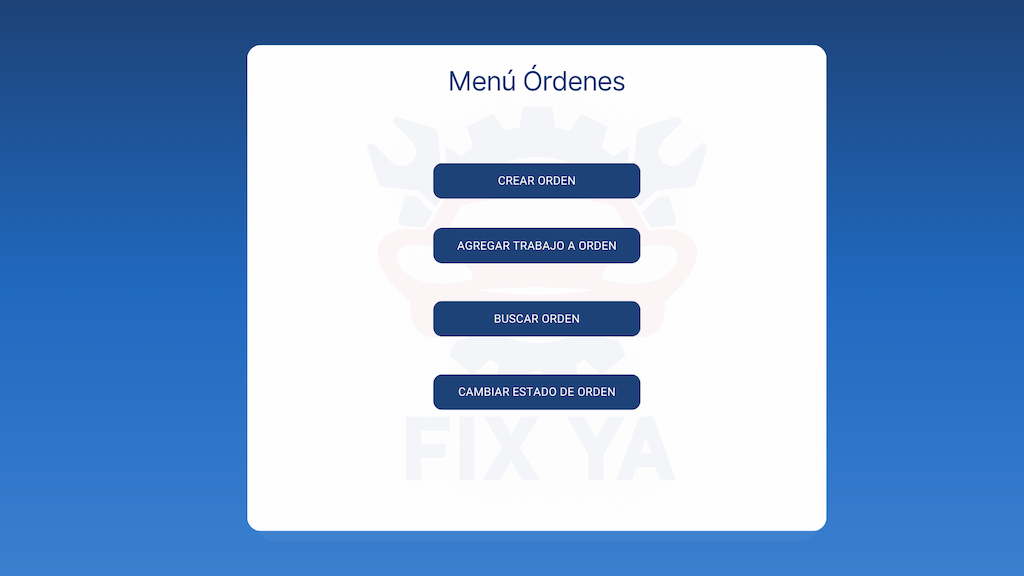 Menú Órdenes
CREAR ORDEN
AGREGAR TRABAJO A ORDEN
BUSCAR ORDEN
CAMBIAR ESTADO DE ORDEN
FIX YA